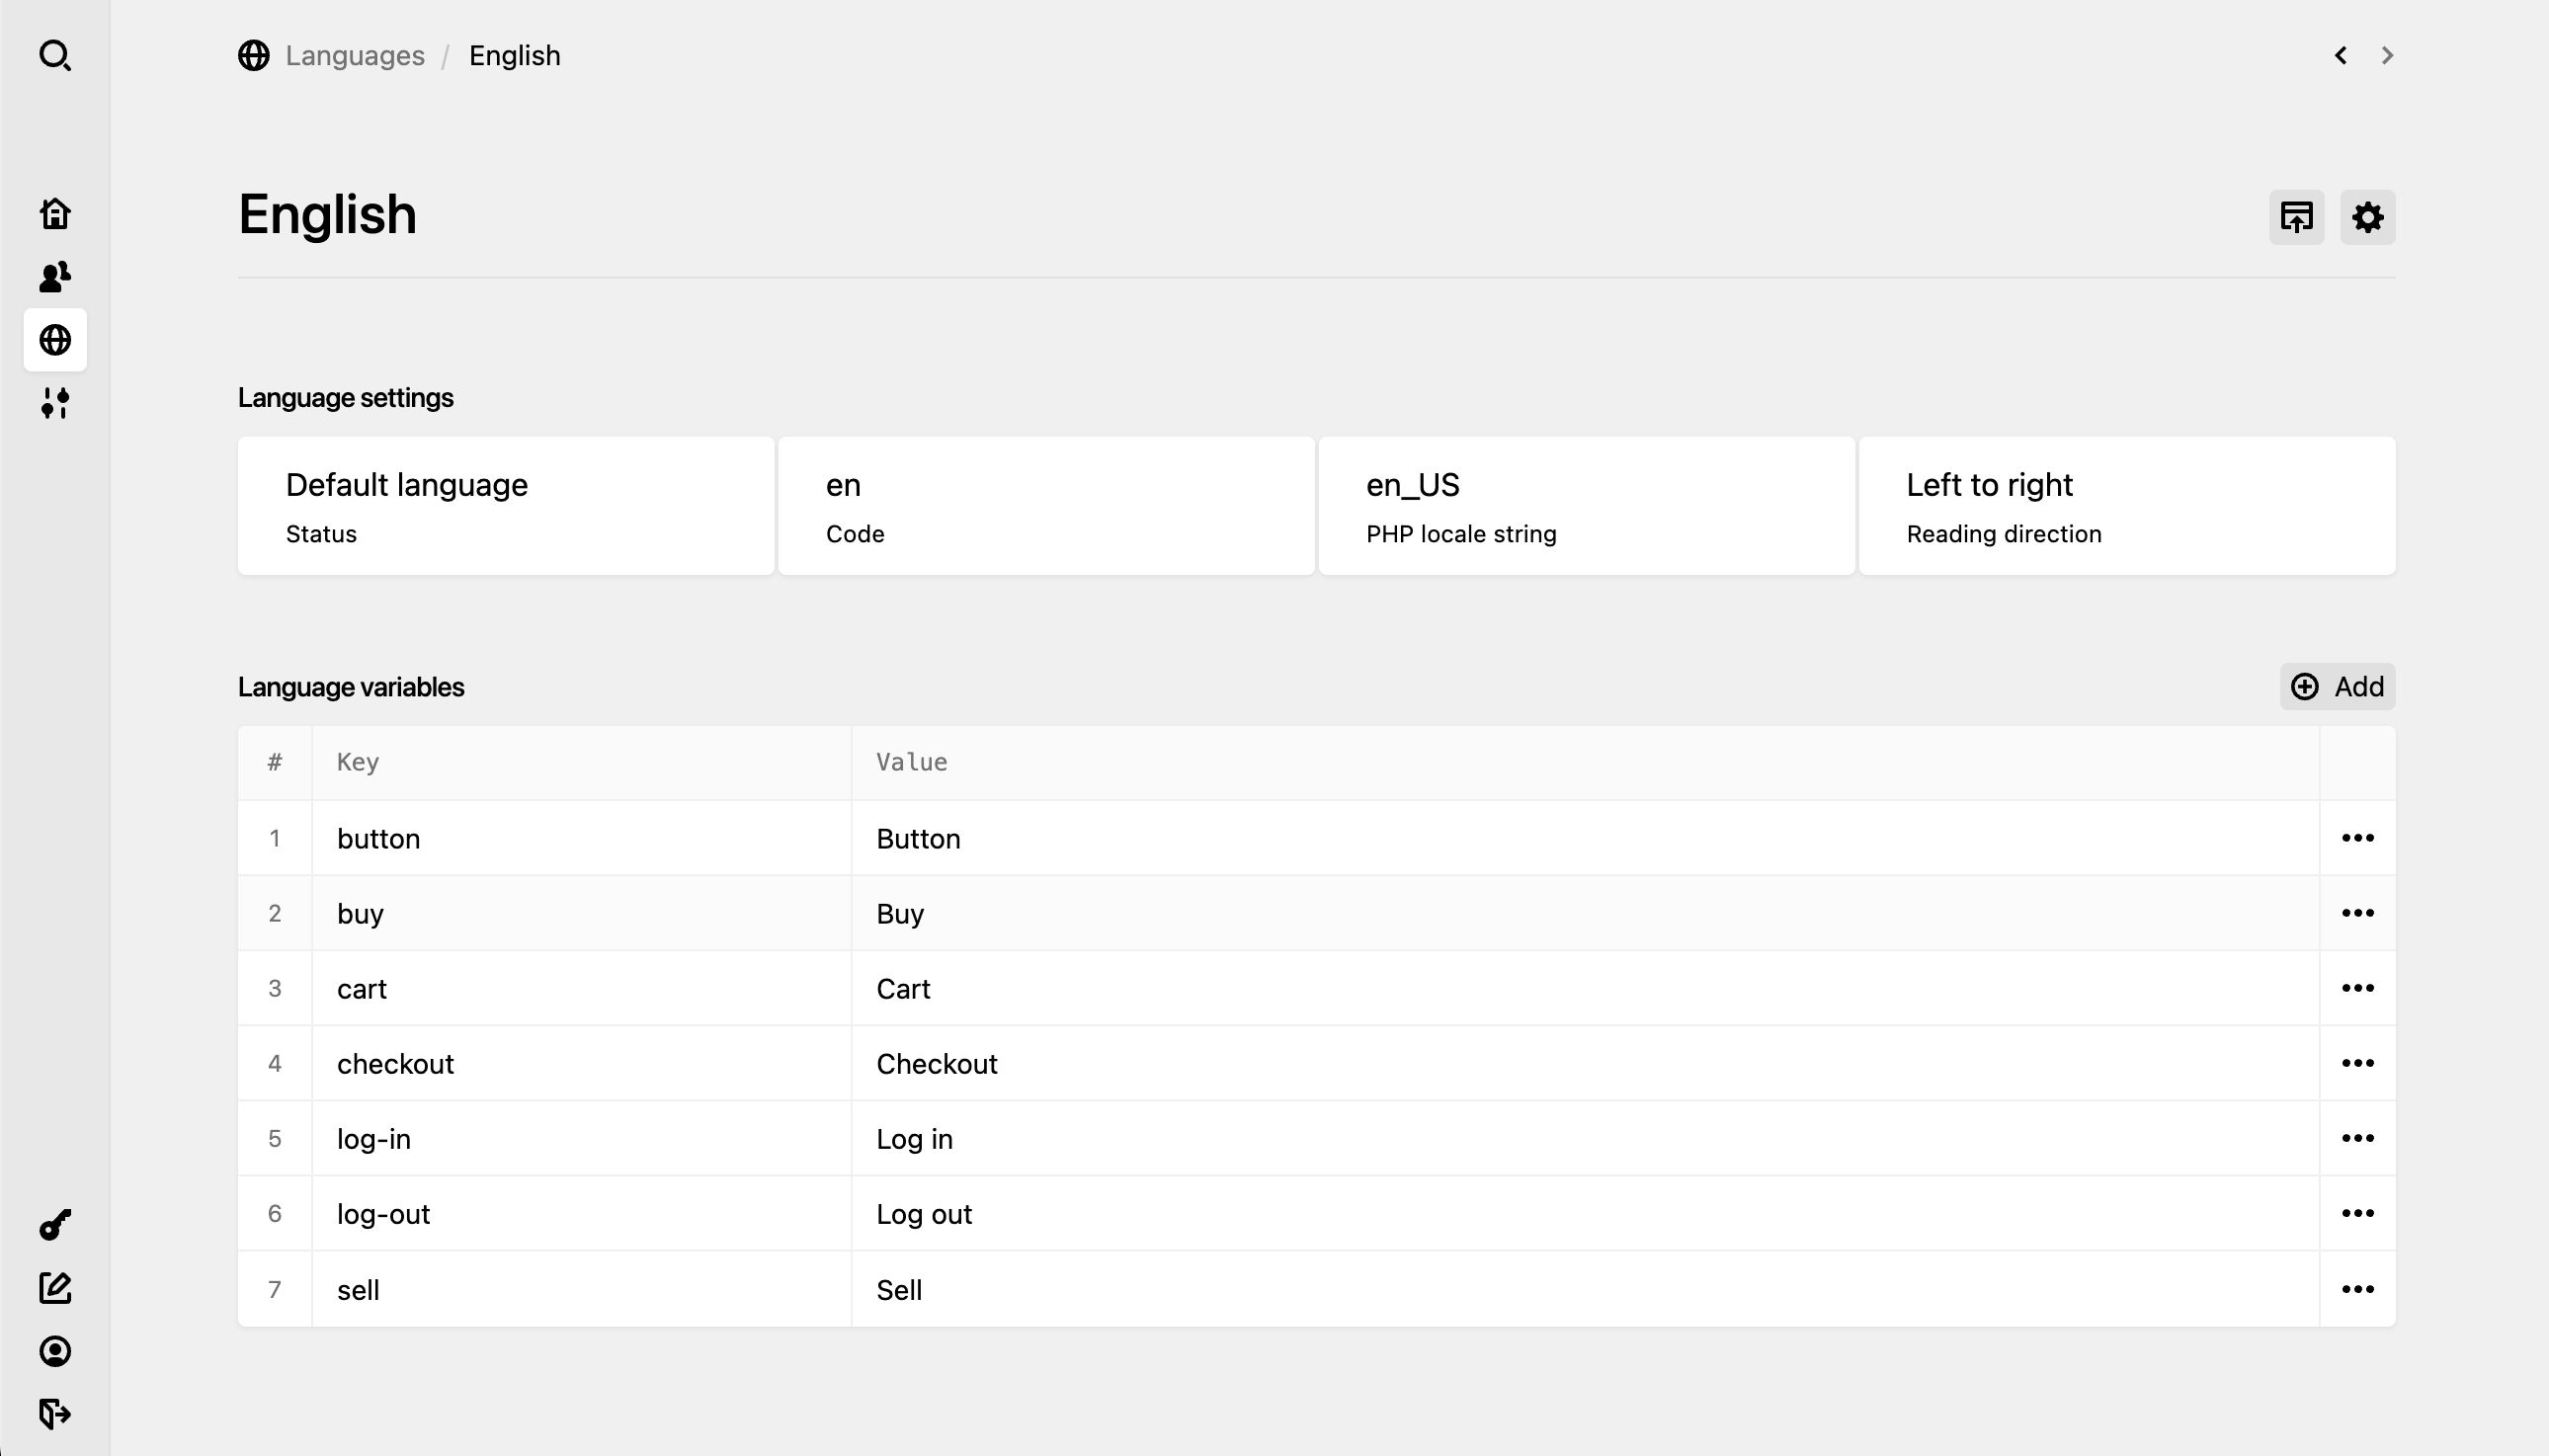 Languages / English
English
Language settings
Default language
Status
en
Code
en_US
PHP locale string
Left to right
Reading direction
Language variables
Add
# Key Value
1 button Button
2 buy Buy
3 cart Cart
4 checkout Checkout
5 log-in Log in
6 log-out Log out
7 sell Sell